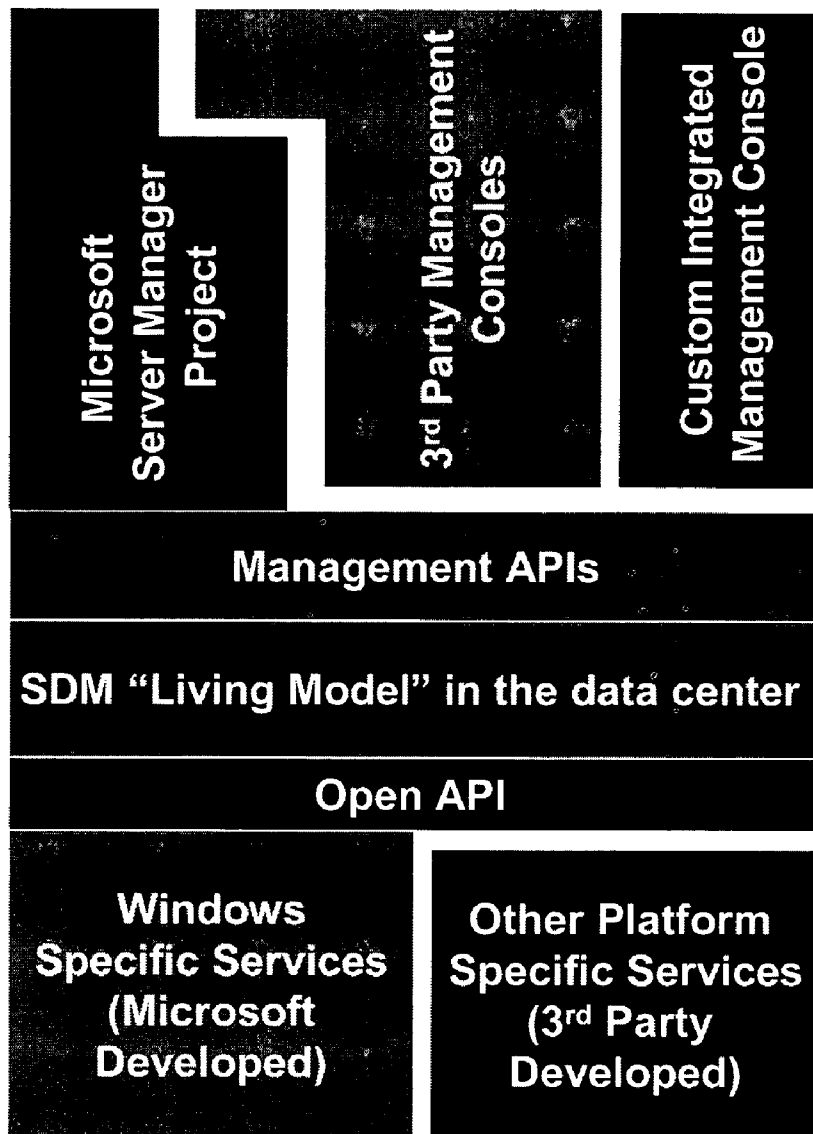 Microsoft
Server Manager
Project
3rd Party Management
Consoles
Custom Integrated
Management Console
Management APIs
SDM “Living Model” in the data center
Open API
Windows
Specific Services
(Microsoft
Developed)
Other Platform
Specific Services
(3rd Party
Developed)